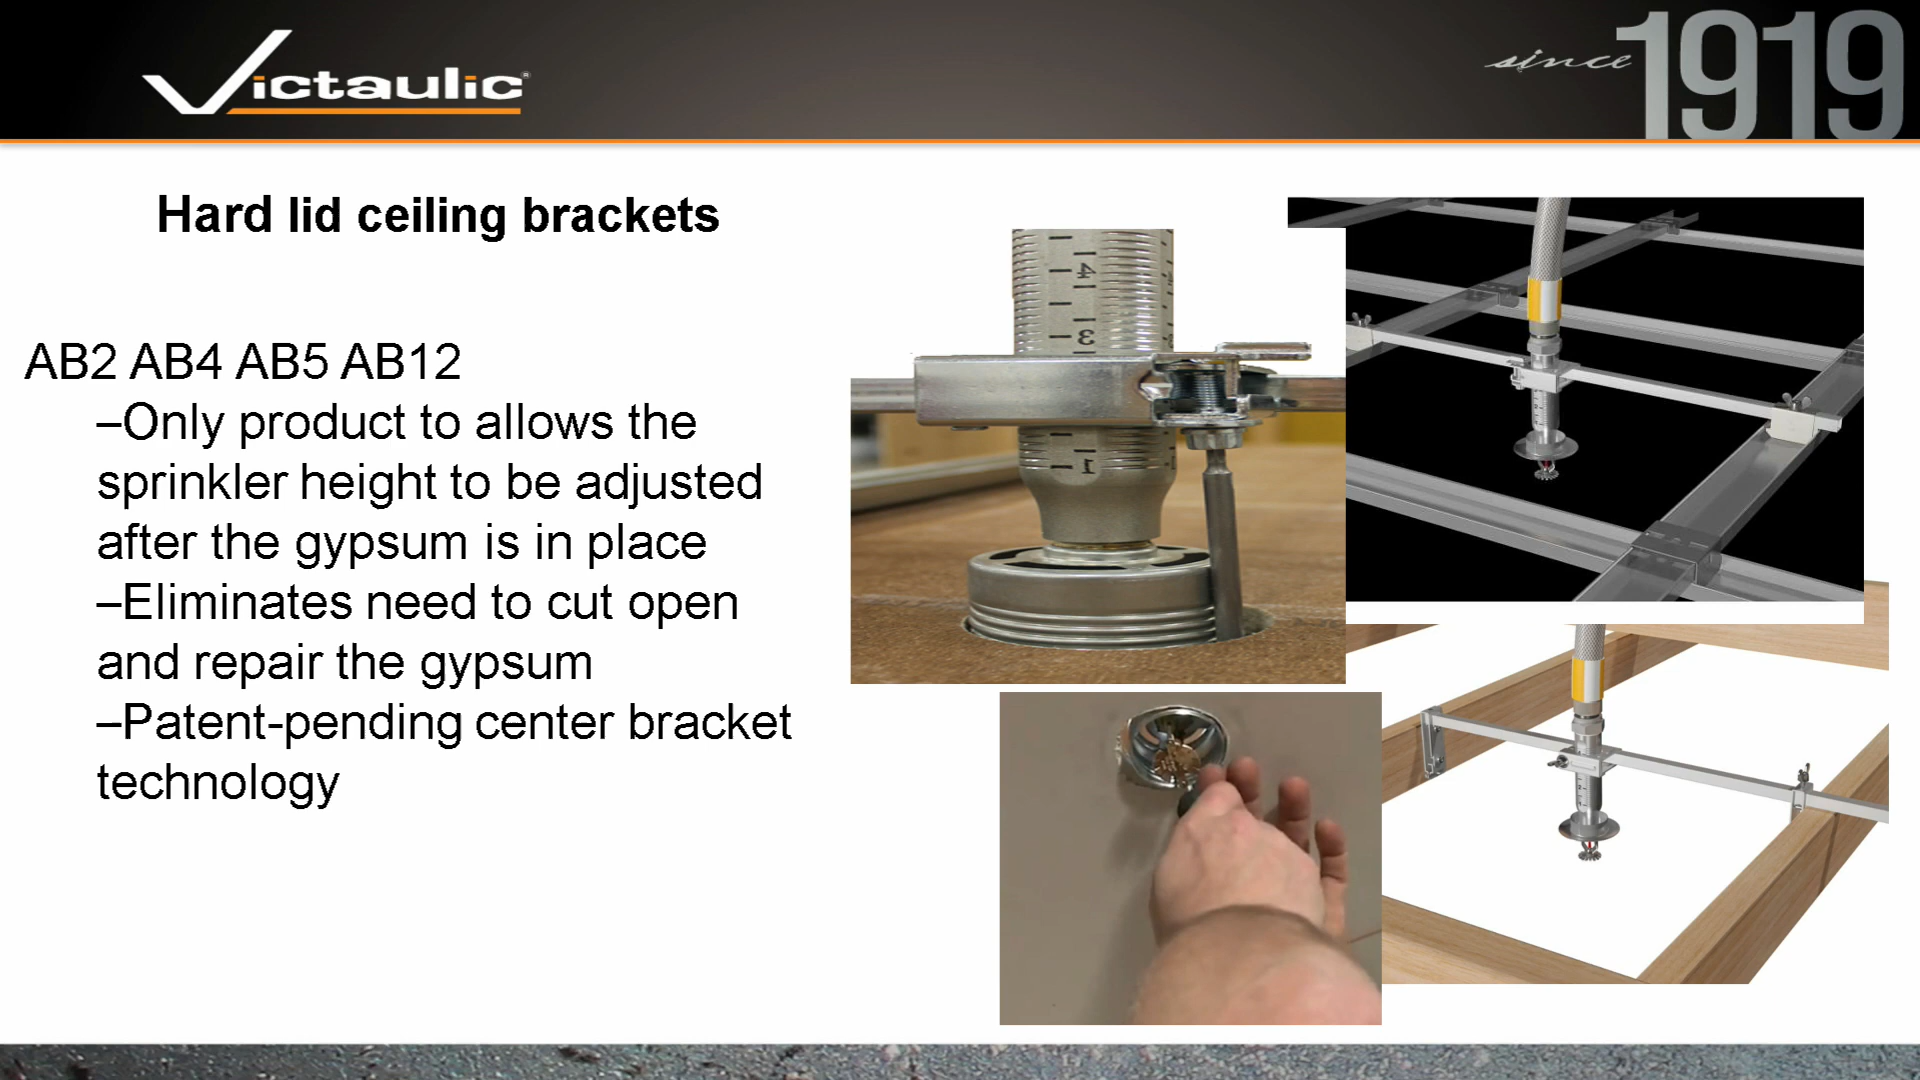 Victaulic®
since 1919
Hard lid ceiling brackets
AB2 AB4 AB5 AB12
–Only product to allows the
sprinkler height to be adjusted
after the gypsum is in place
–Eliminates need to cut open
and repair the gypsum
–Patent-pending center bracket
technology
4
3
1